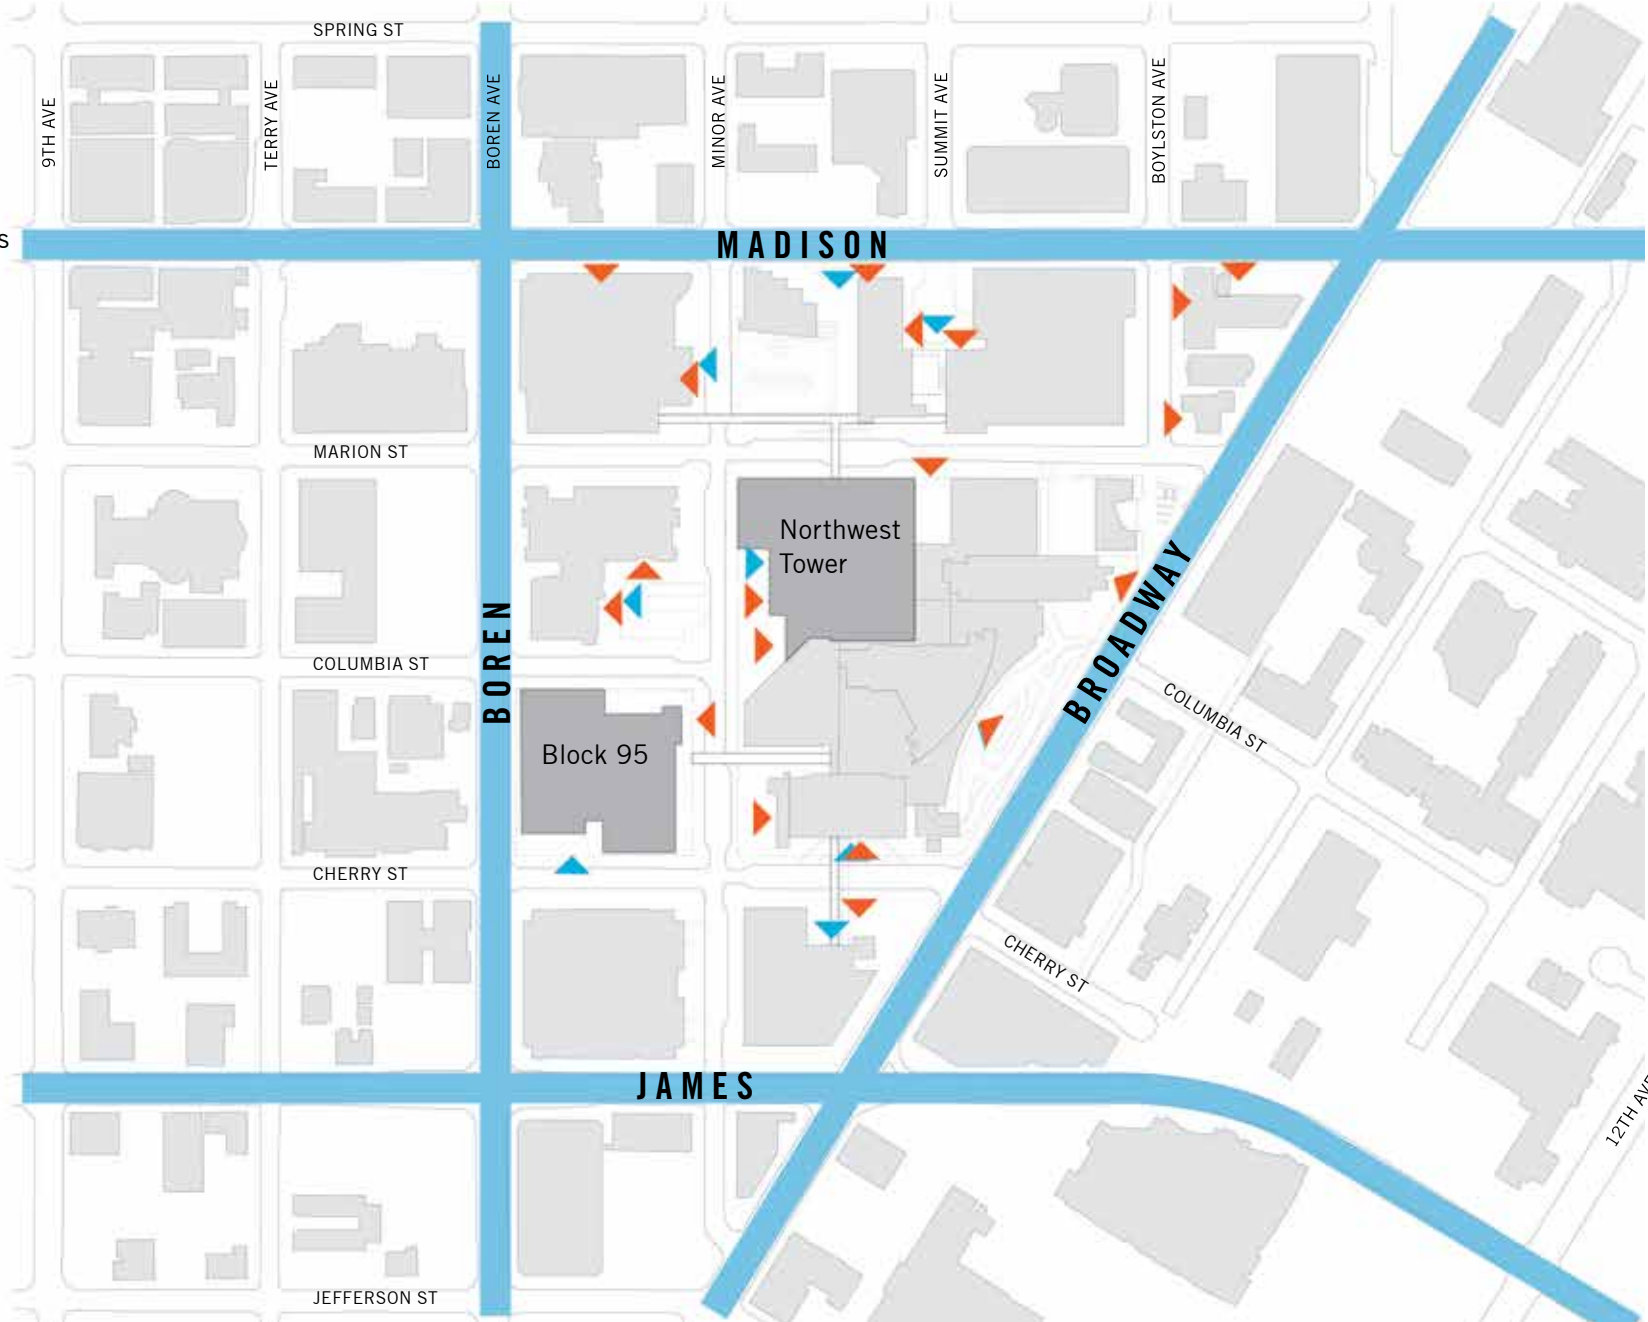 SPRING ST
9TH AVE
TERRY AVE
BOREN AVE
MINOR AVE
SUMMIT AVE
BOYLSTON AVE
S
MADISON
MARION ST
Northwest
Tower
BOREN
BROADWAY
COLUMBIA ST
COLUMBIA ST
Block 95
CHERRY ST
CHERRY ST
JAMES
12TH AVE
JEFFERSON ST